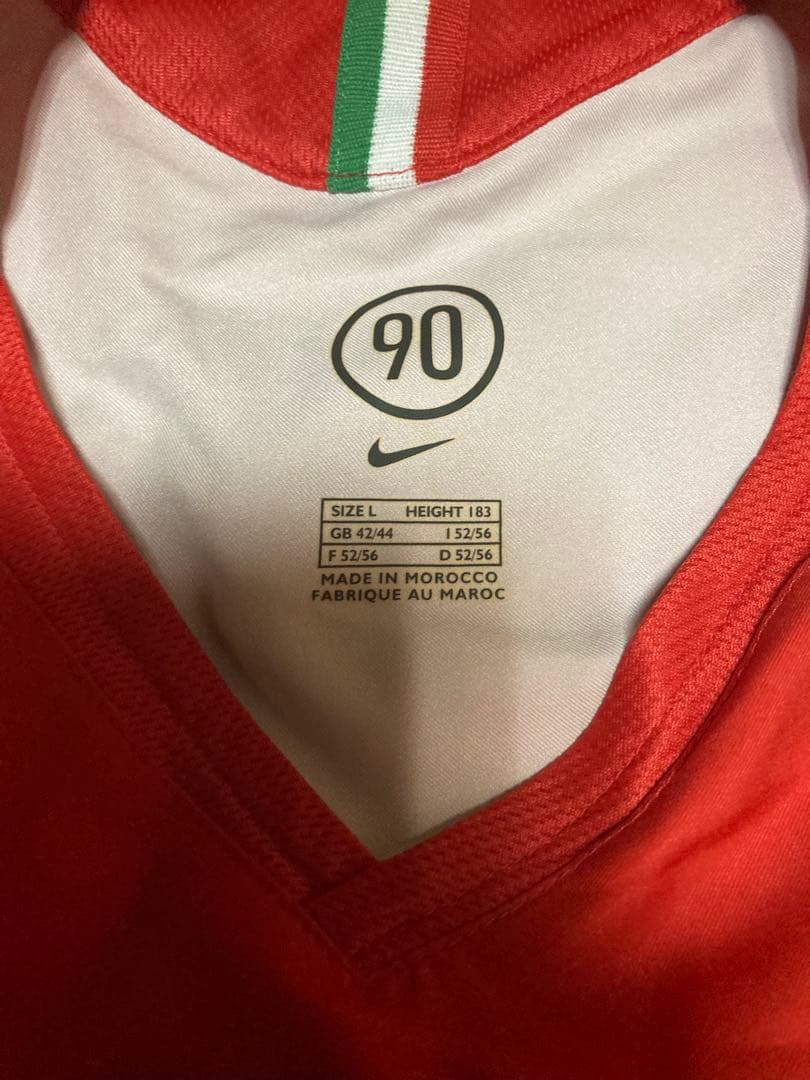 90
SIZE L HEIGHT 183
GB 42/44 I 52/56
F 52/56 D 52/56
MADE IN MOROCCO
FABRIQUE AU MAROC